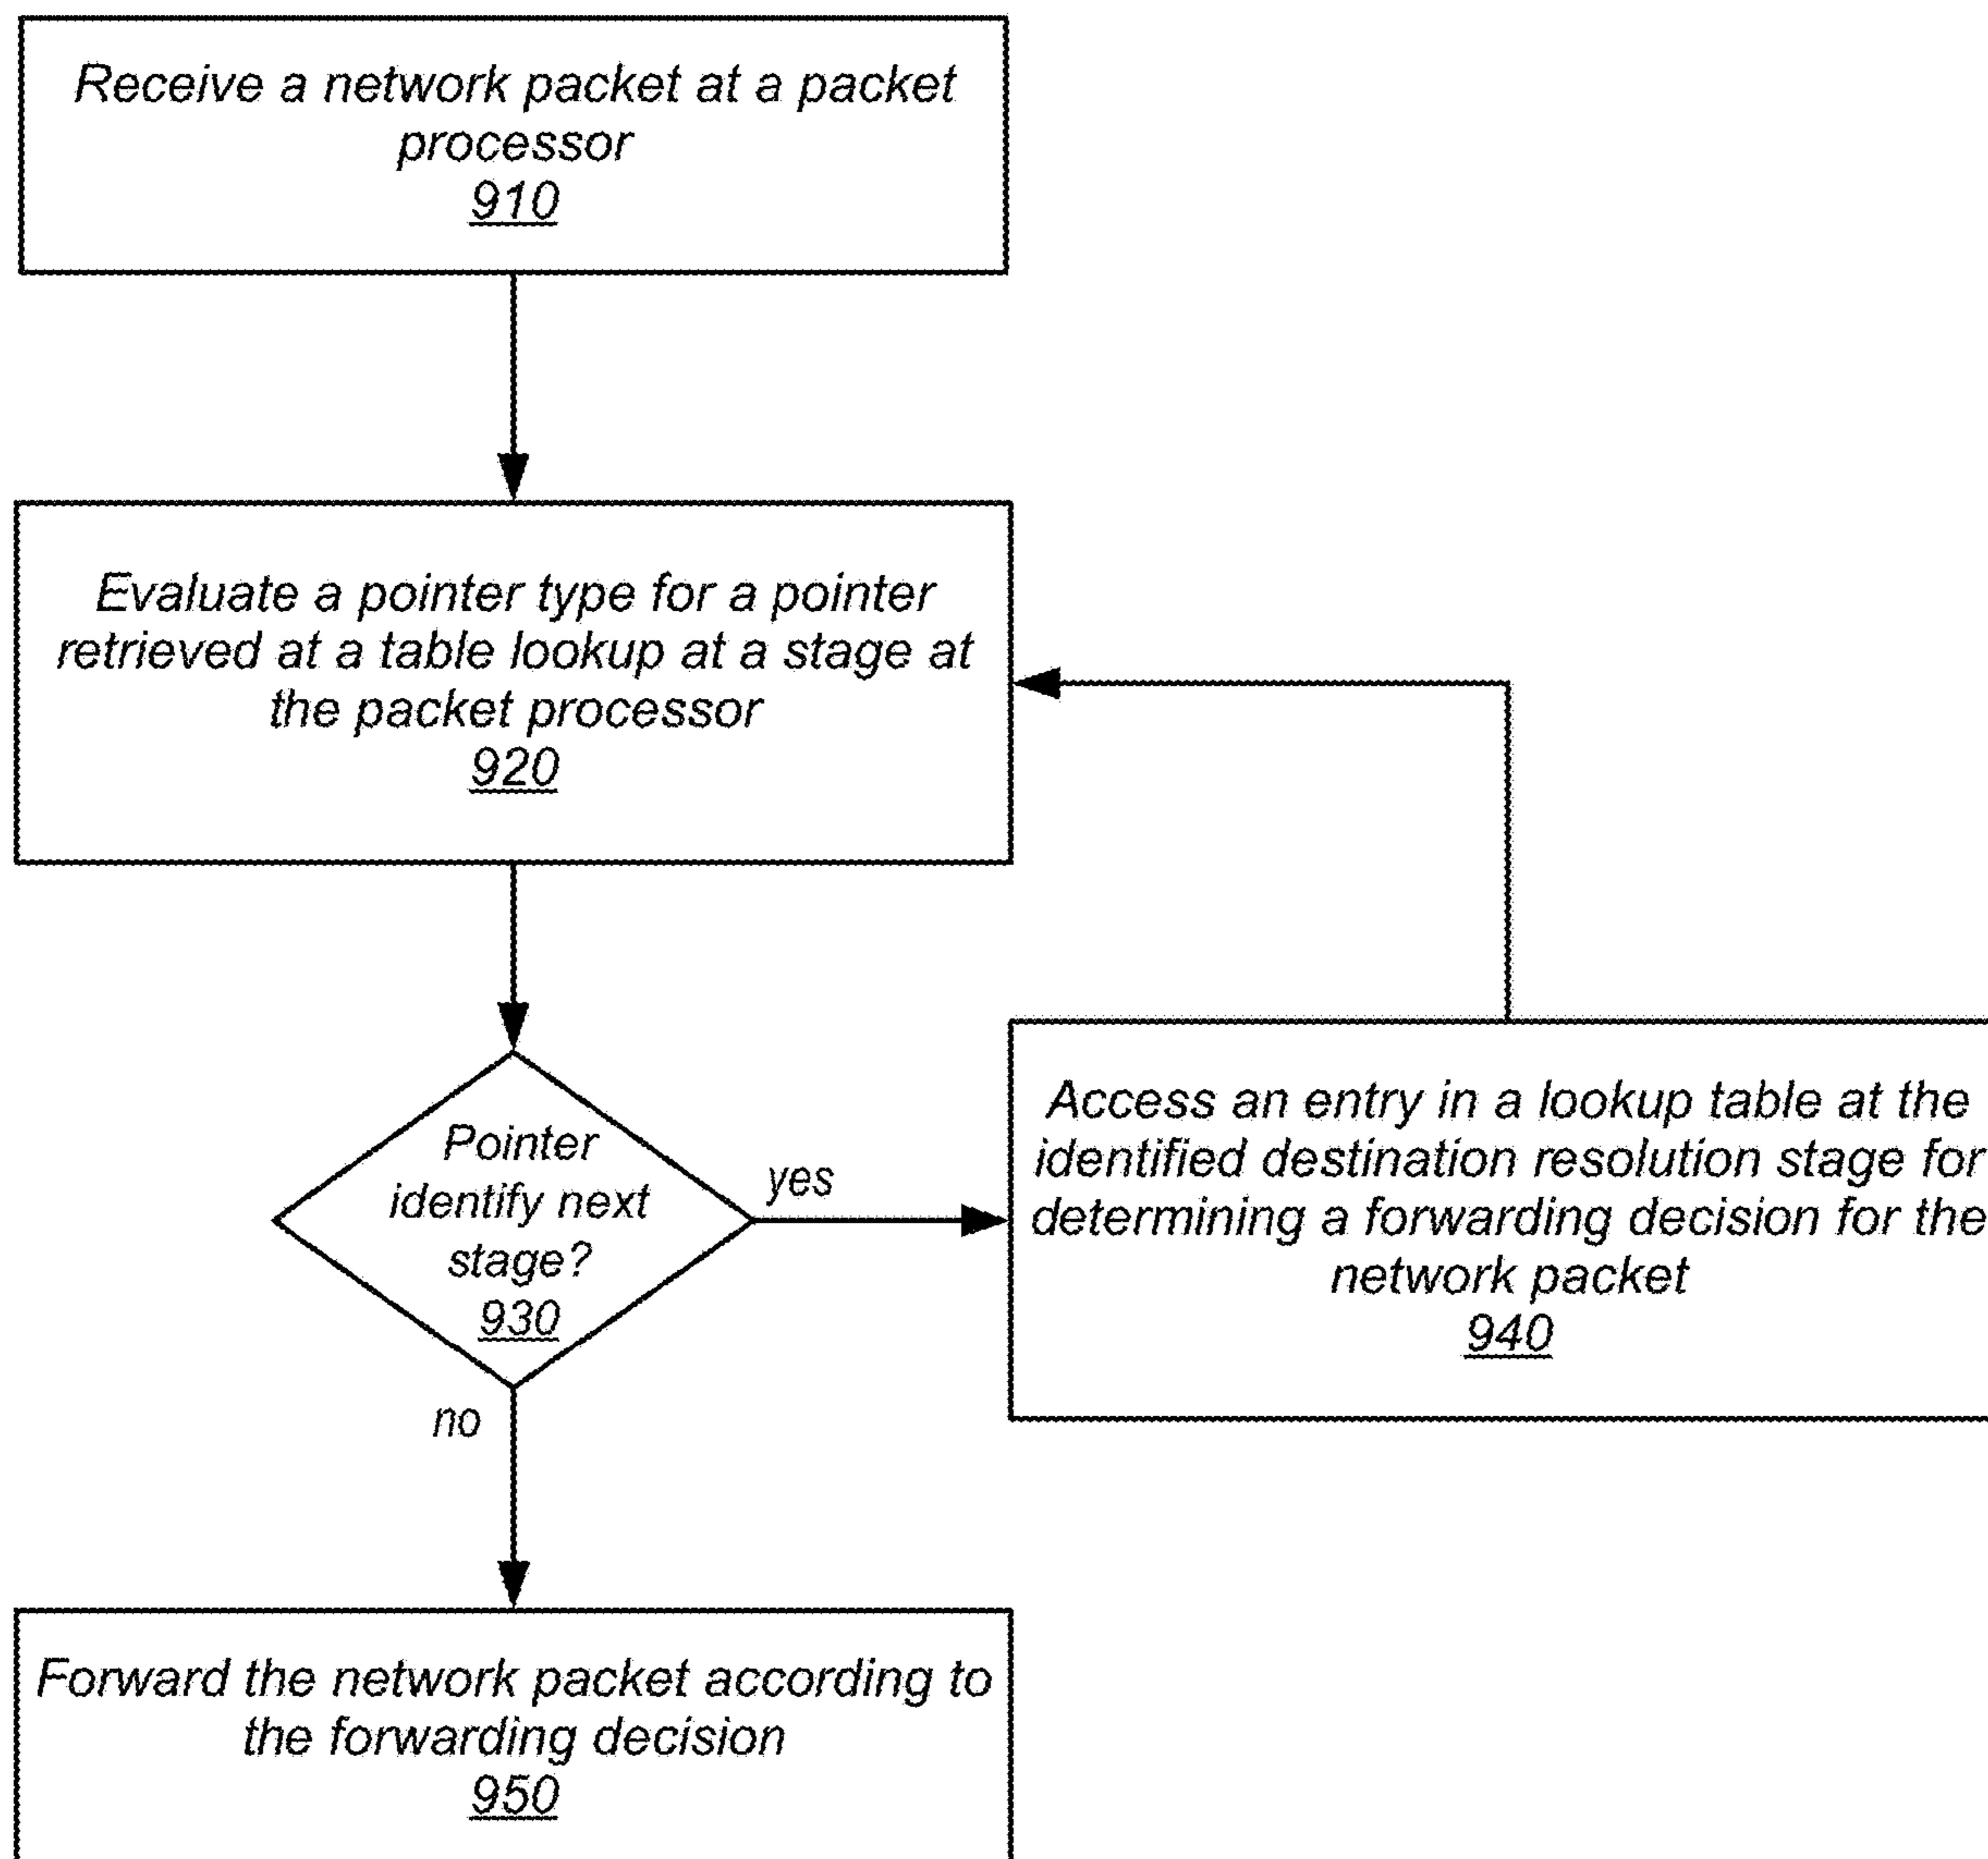 Receive a network packet at a packet
processor
910
Evaluate a pointer type for a pointer
retrieved at a table lookup at a stage at
the packet processor
920
Pointer
identify next
stage?
930
yes
no
Access an entry in a lookup table at the
identified destination resolution stage for
determining a forwarding decision for the
network packet
940
Forward the network packet according to
the forwarding decision
950